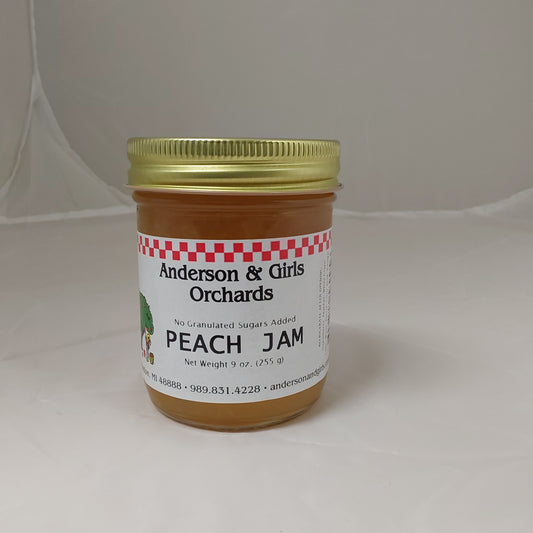 Anderson & Girls
Orchards
No Granulated Sugars Added
PEACH JAM
Net Weight 9 oz. (255 g)
MI 48888 • 989.831.4228 •